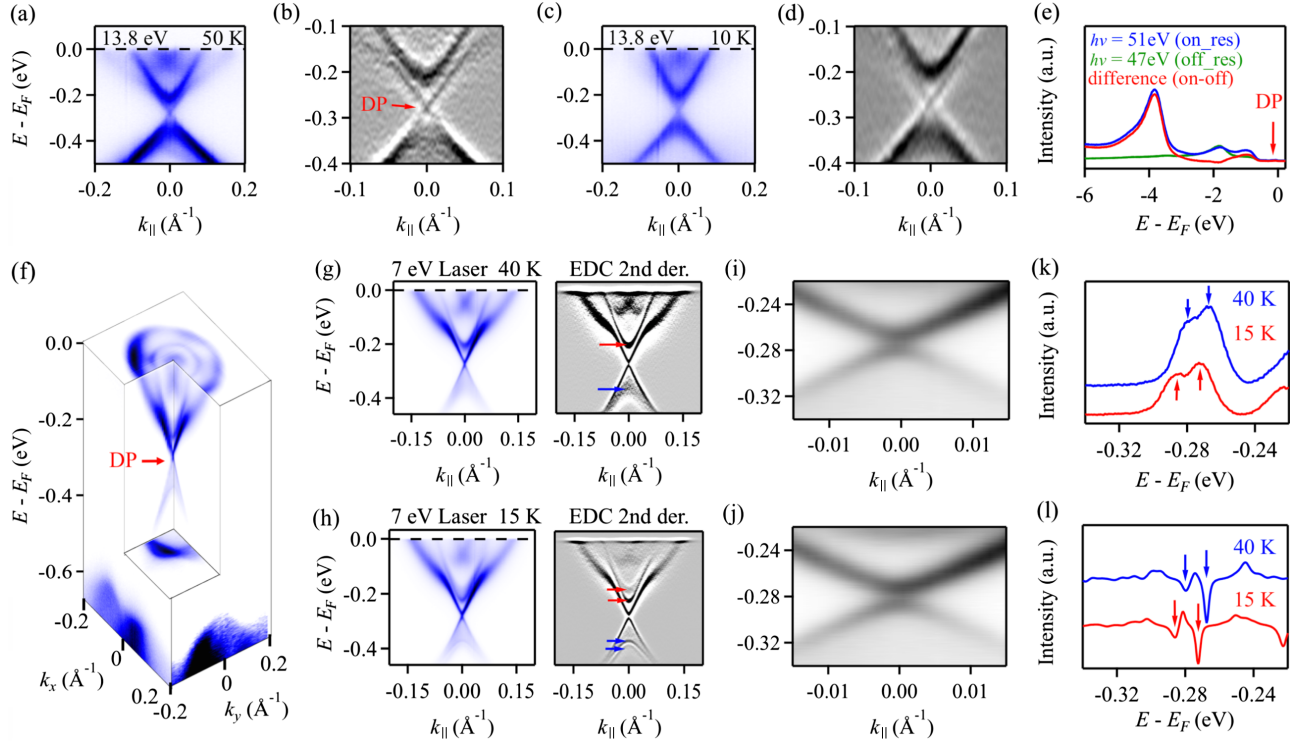 (a)
13.8 eV 50 K
E - E_F (eV)
0.0
-0.2
-0.4
-0.2 0.0 0.2
k_|| (Å^-1)
(b)
-0.1
-0.2
-0.3
-0.4
DP
-0.1 0.0 0.1
k_|| (Å^-1)
(c)
13.8 eV 10 K
0.0
-0.2
-0.4
-0.2 0.0 0.2
k_|| (Å^-1)
(d)
-0.1
-0.2
-0.3
-0.4
-0.1 0.0 0.1
k_|| (Å^-1)
(e)
Intensity (a.u.)
hν = 51eV (on_res)
hν = 47eV (off_res)
difference (on-off)
DP
-6 -4 -2 0
E - E_F (eV)
(f)
E - E_F (eV)
0.0
-0.2
DP
-0.4
-0.6
-0.2
0
0.2
k_x (Å^-1)
-0.2
0
0.2
k_y (Å^-1)
(g)
7 eV Laser 40 K
EDC 2nd der.
E - E_F (eV)
0.0
-0.2
-0.4
-0.15 0.00 0.15
-0.15 0.00 0.15
k_|| (Å^-1)
k_|| (Å^-1)
(h)
7 eV Laser 15 K
EDC 2nd der.
E - E_F (eV)
0.0
-0.2
-0.4
-0.15 0.00 0.15
-0.15 0.00 0.15
k_|| (Å^-1)
k_|| (Å^-1)
(i)
-0.24
-0.28
-0.32
-0.01 0.00 0.01
k_|| (Å^-1)
(j)
-0.24
-0.28
-0.32
-0.01 0.00 0.01
k_|| (Å^-1)
(k)
Intensity (a.u.)
40 K
15 K
-0.32 -0.28 -0.24
E - E_F (eV)
(l)
Intensity (a.u.)
40 K
15 K
-0.32 -0.28 -0.24
E - E_F (eV)